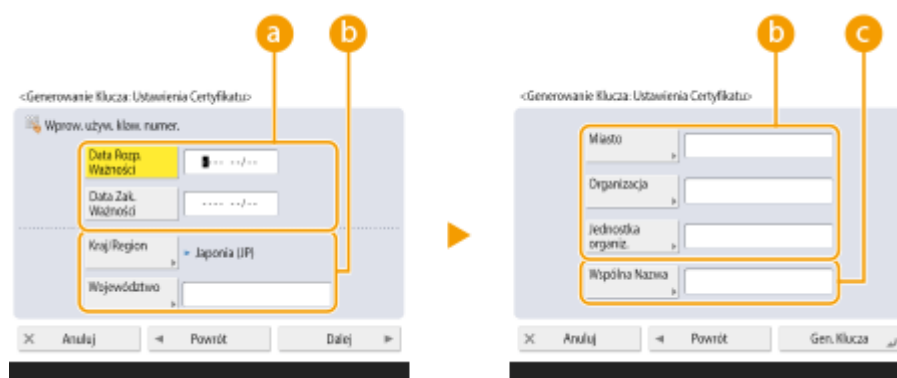 a b
<Generowanie Klucza: Ustawienia Certyfikatu>
Wprow. używ. klaw. numer.
Data Rozp.
Ważności
---- --/--
Data Zak.
Ważności
---- --/--
Kraj/Region
Japonia (JP)
Województwo
Anuluj Powrót Dalej
b c
<Generowanie Klucza: Ustawienia Certyfikatu>
Miasto
Organizacja
Jednostka
organiz.
Wspólna Nazwa
Anuluj Powrót Gen. Klucza